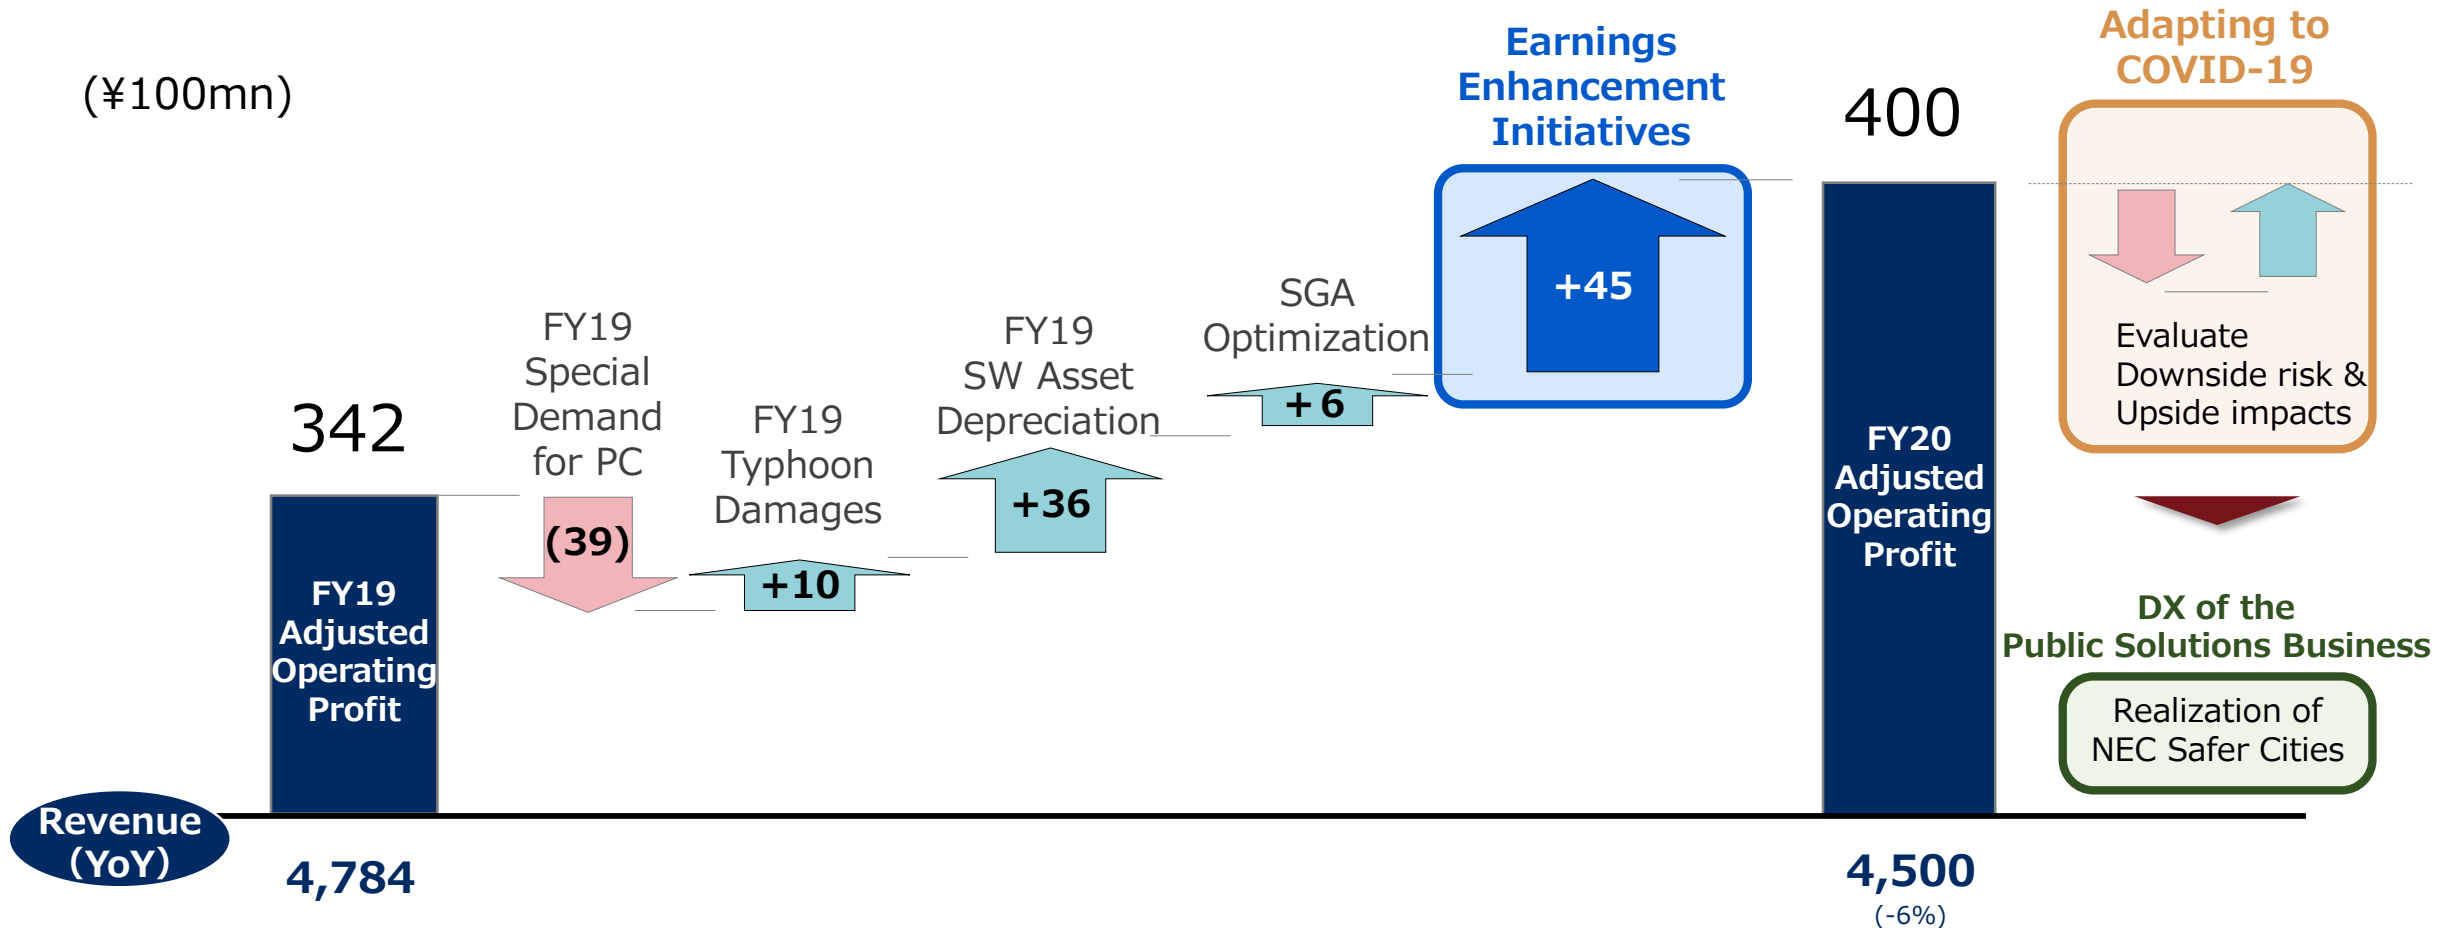 (¥100mn)
342
FY19
Adjusted
Operating
Profit
FY19
Special
Demand
for PC
(39)
FY19
Typhoon
Damages
+10
FY19
SW Asset
Depreciation
+36
SGA
Optimization
+6
Earnings
Enhancement
Initiatives
+45
400
FY20
Adjusted
Operating
Profit
Adapting to
COVID-19
Evaluate
Downside risk &
Upside impacts
DX of the
Public Solutions Business
Realization of
NEC Safer Cities
Revenue
(YoY)
4,784
4,500
(-6%)